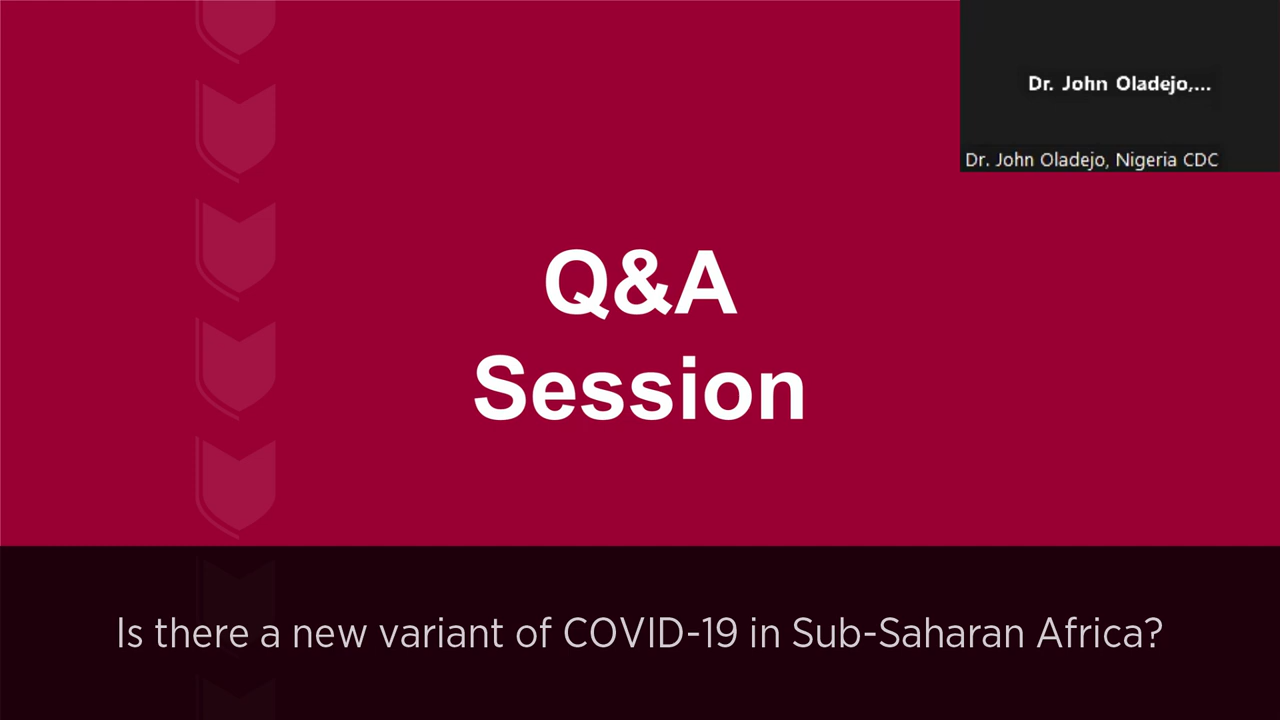 Dr. John Oladejo,...
Dr. John Oladejo, Nigeria CDC
Q&A
Session
Is there a new variant of COVID-19 in Sub-Saharan Africa?